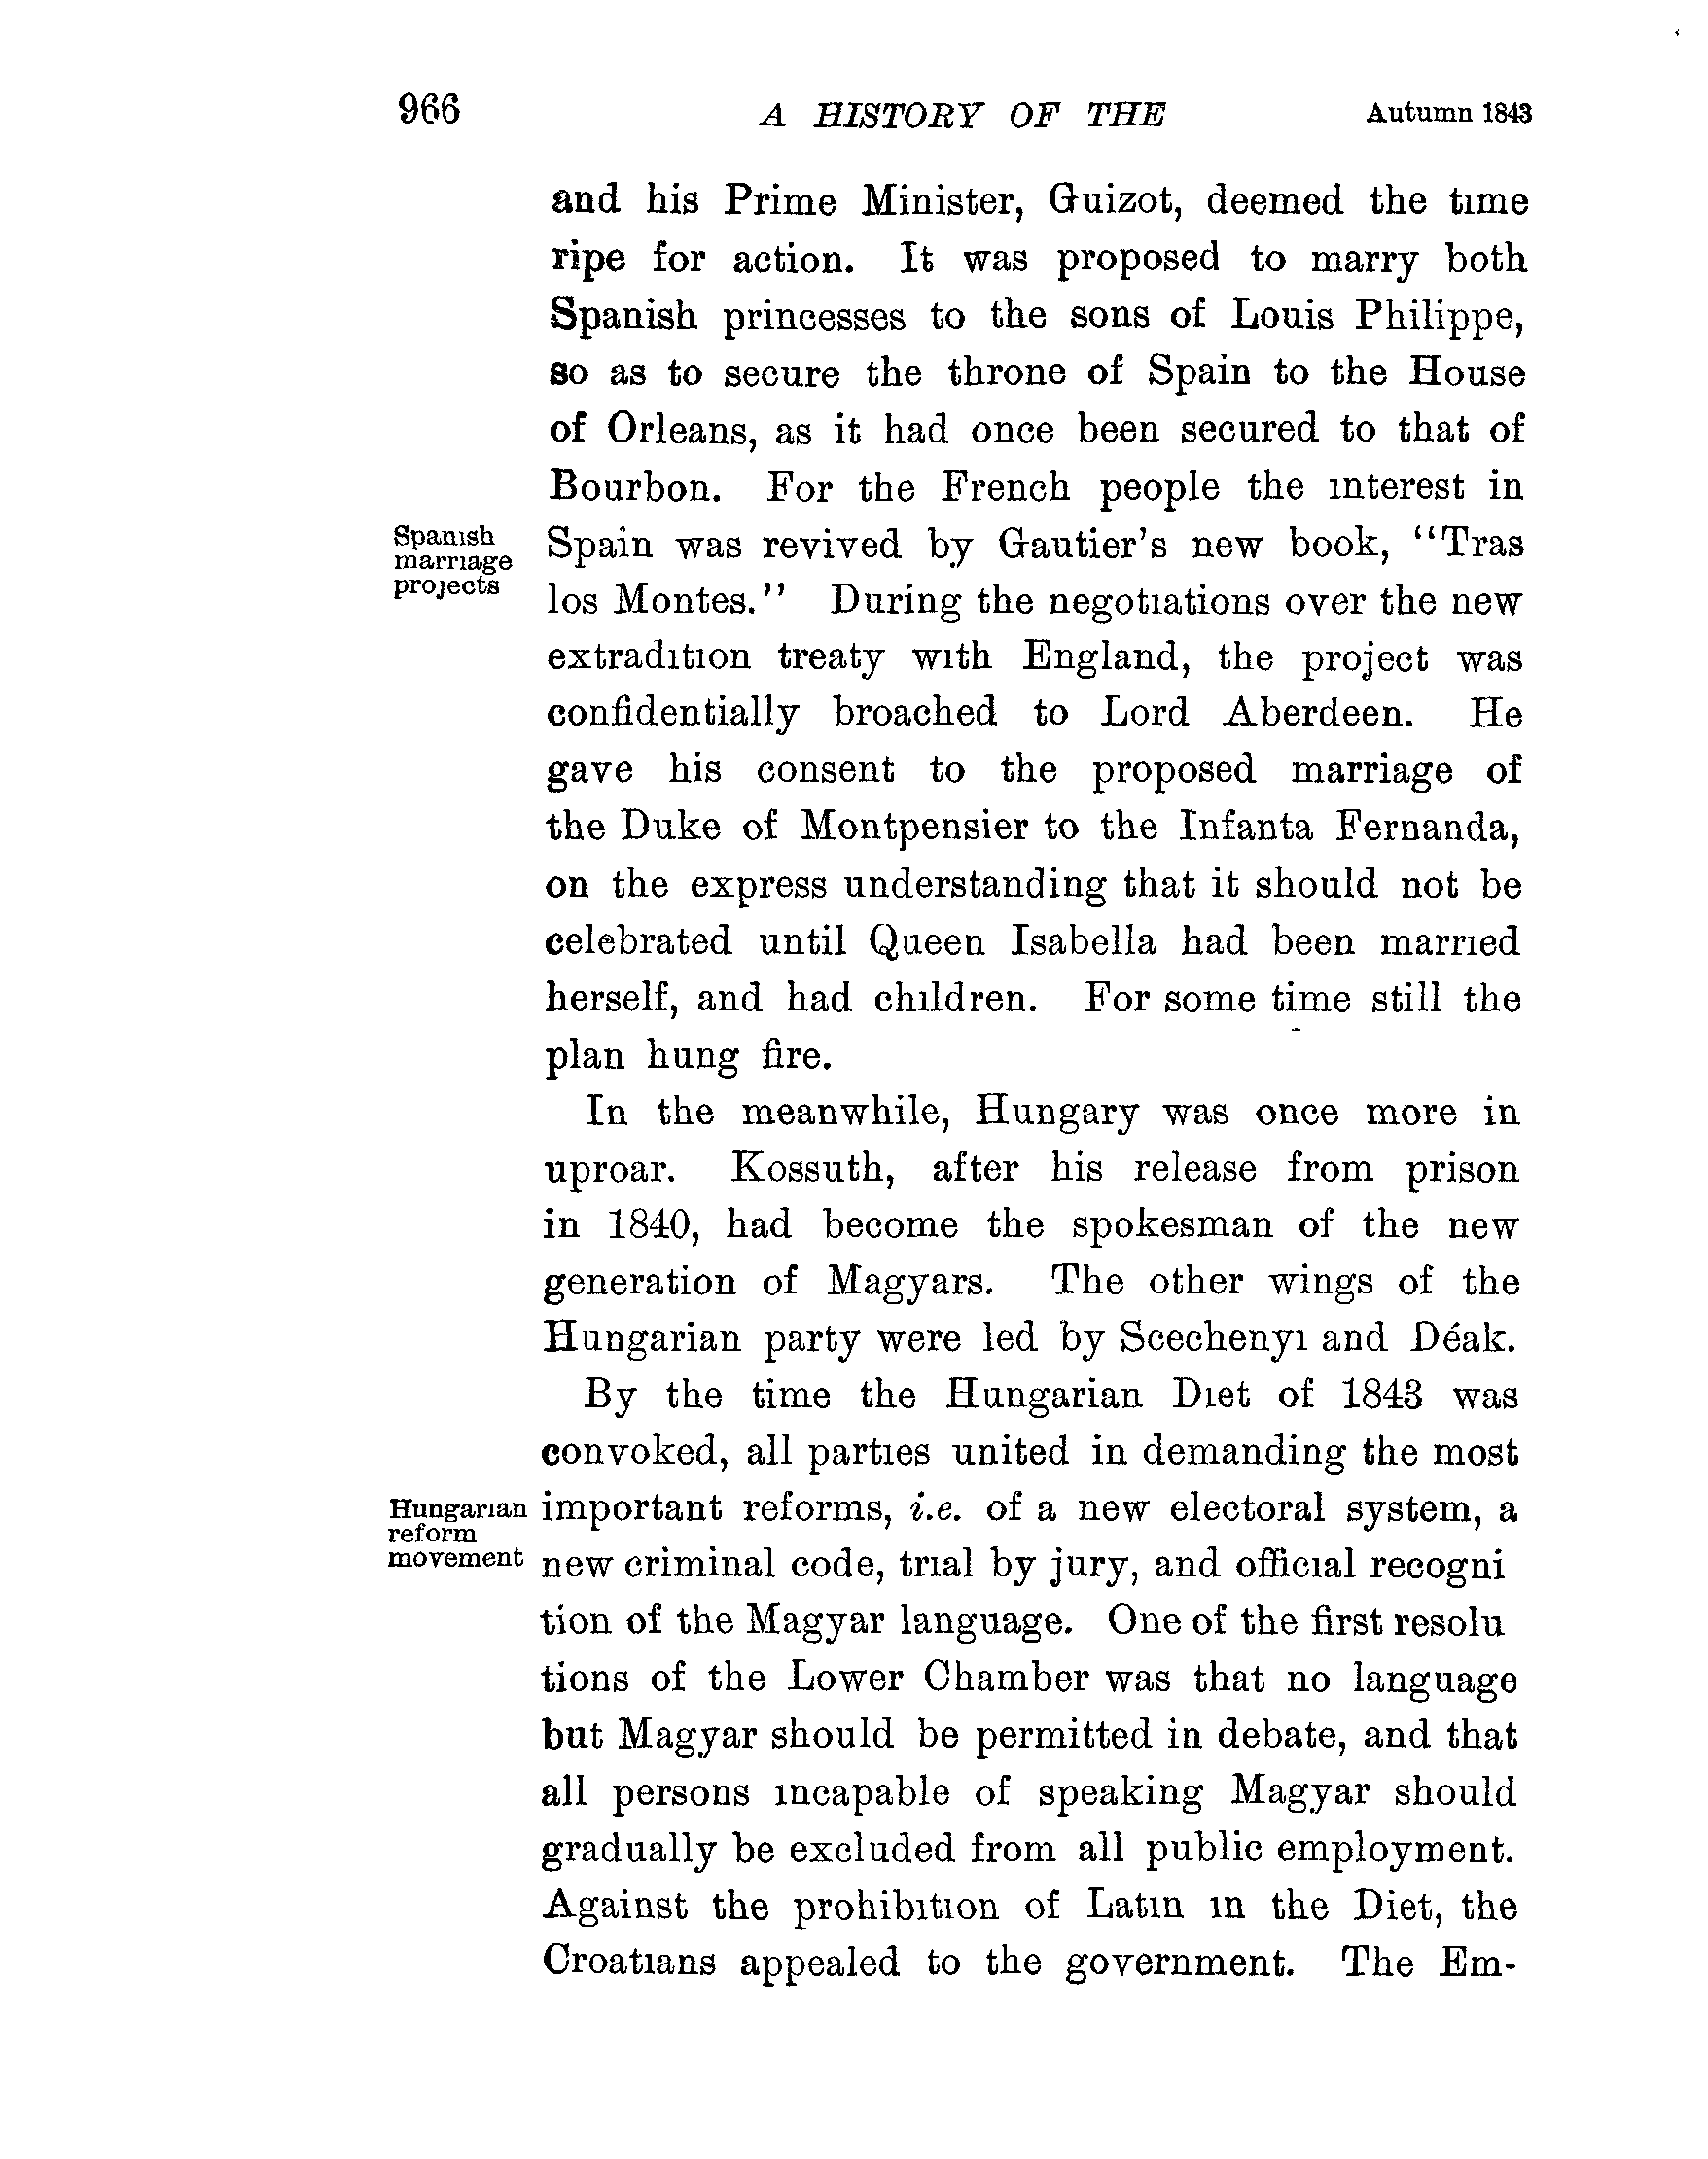 966 A HISTORY OF THE Autumn 1843
and his Prime Minister, Guizot, deemed the time
ripe for action. It was proposed to marry both
Spanish princesses to the sons of Louis Philippe,
so as to secure the throne of Spain to the House
of Orleans, as it had once been secured to that of
Bourbon. For the French people the interest in
Spanish
marriage
projects
Spain was revived by Gautier's new book, "Tras
los Montes." During the negotiations over the new
extradition treaty with England, the project was
confidentially broached to Lord Aberdeen. He
gave his consent to the proposed marriage of
the Duke of Montpensier to the Infanta Fernanda,
on the express understanding that it should not be
celebrated until Queen Isabella had been married
herself, and had children. For some time still the
plan hung fire.
In the meanwhile, Hungary was once more in
uproar. Kossuth, after his release from prison
in 1840, had become the spokesman of the new
generation of Magyars. The other wings of the
Hungarian party were led by Scechenyi and Déak.
By the time the Hungarian Diet of 1843 was
convoked, all parties united in demanding the most
Hungarian
reform
movement
important reforms, i.e. of a new electoral system, a
new criminal code, trial by jury, and official recogni
tion of the Magyar language. One of the first resolu
tions of the Lower Chamber was that no language
but Magyar should be permitted in debate, and that
all persons incapable of speaking Magyar should
gradually be excluded from all public employment.
Against the prohibition of Latin in the Diet, the
Croatians appealed to the government. The Em-